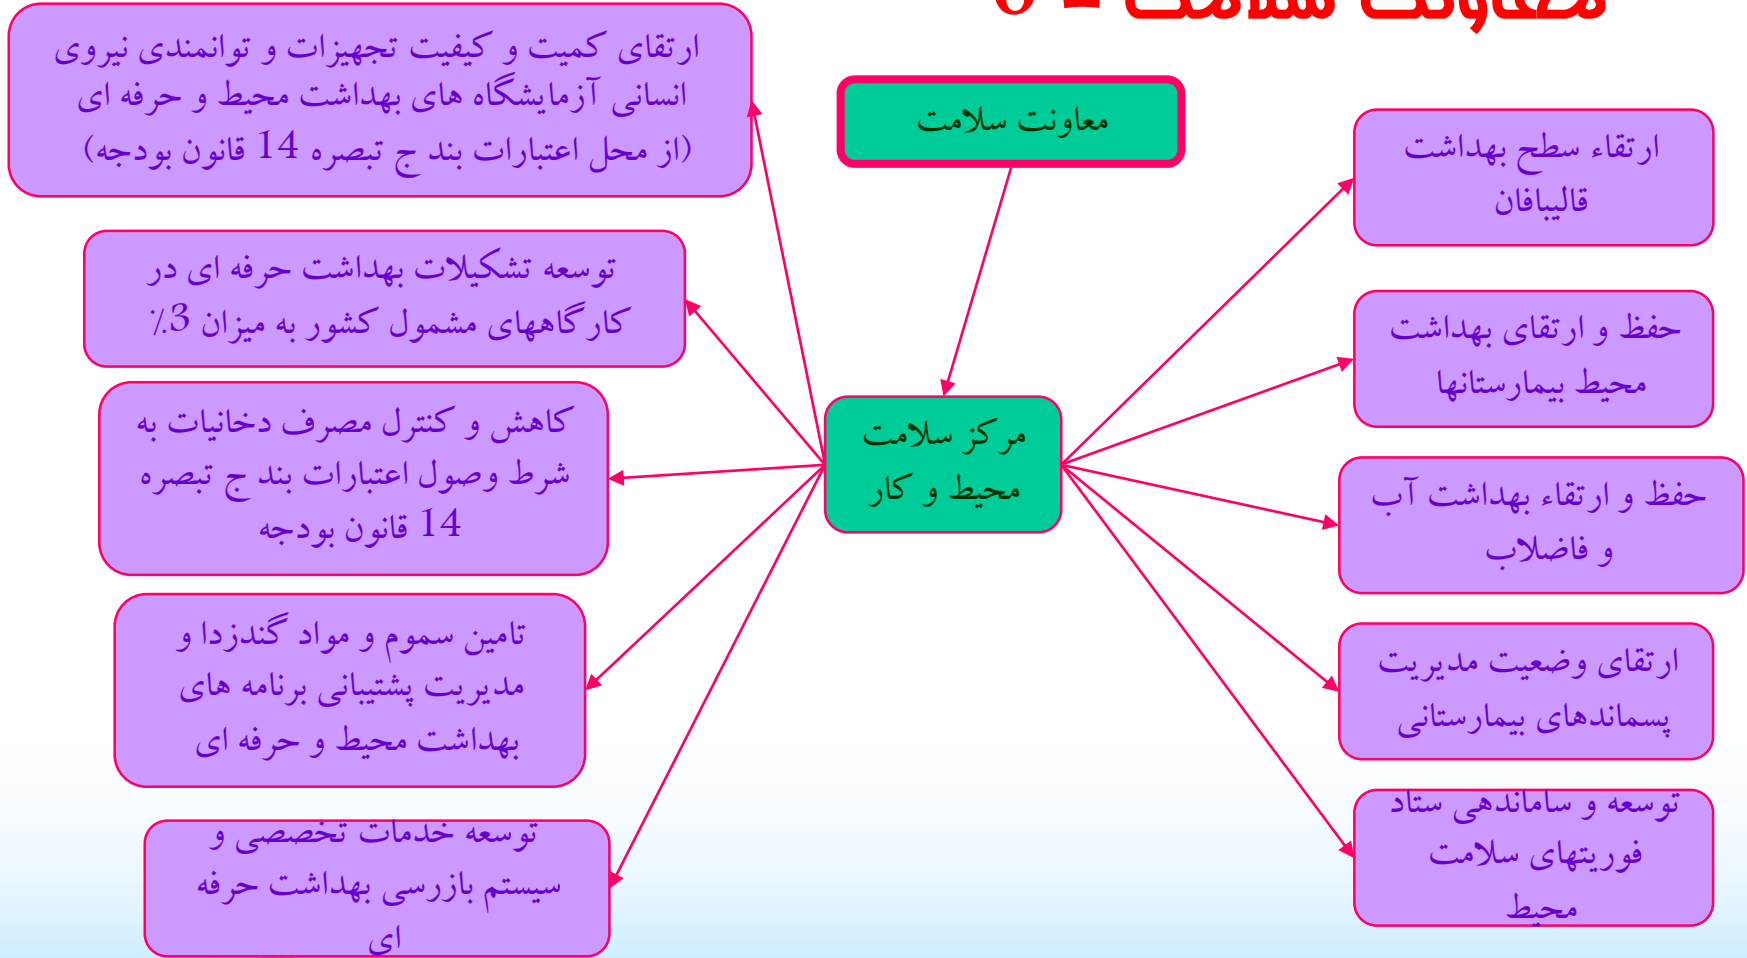 معاونت سلامت – 6
معاونت سلامت
مرکز سلامت
محیط و کار
ارتقاء سطح بهداشت
قالیبافان
حفظ و ارتقای بهداشت
محیط بیمارستانها
حفظ و ارتقاء بهداشت آب
و فاضلاب
ارتقای وضعیت مدیریت
پسماندهای بیمارستانی
توسعه و ساماندهی ستاد
فوریتهای سلامت
محیط
ارتقای کمیت و کیفیت تجهیزات و توانمندی نیروی
انسانی آزمایشگاه های بهداشت محیط و حرفه ای
(از محل اعتبارات بند ج تبصره 14 قانون بودجه)
توسعه تشکیلات بهداشت حرفه ای در
کارگاههای مشمول کشور به میزان 3٪
کاهش و کنترل مصرف دخانیات به
شرط وصول اعتبارات بند ج تبصره
14 قانون بودجه
تامین سموم و مواد گندزدا و
مدیریت پشتیبانی برنامه های
بهداشت محیط و حرفه ای
توسعه خدمات تخصصی و
سیستم بازرسی بهداشت حرفه
ای